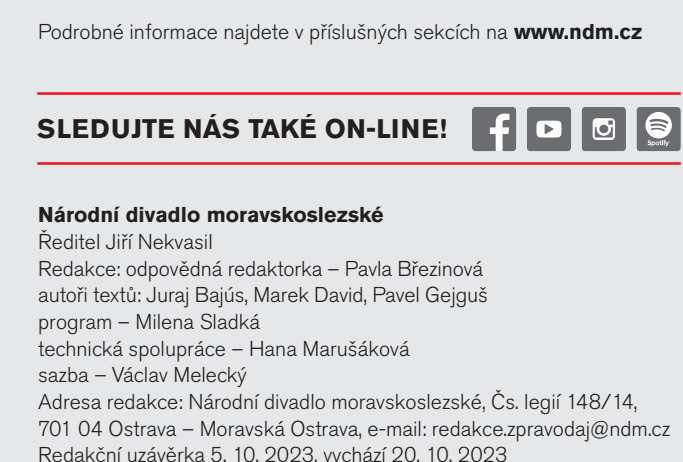 Podrobné informace najdete v příslušných sekcích na www.ndm.cz
SLEDUJTE NÁS TAKÉ ON-LINE!
Spotify
Národní divadlo moravskoslezské
Ředitel Jiří Nekvasil
Redakce: odpovědná redaktorka – Pavla Březinová
autoři textů: Juraj Bajús, Marek David, Pavel Gejguš
program – Milena Sladká
technická spolupráce – Hana Marušáková
sazba – Václav Melecký
Adresa redakce: Národní divadlo moravskoslezské, Čs. legií 148/14,
701 04 Ostrava – Moravská Ostrava, e-mail: redakce.zpravodaj@ndm.cz
Redakční uzávěrka 5. 10. 2023, vychází 20. 10. 2023